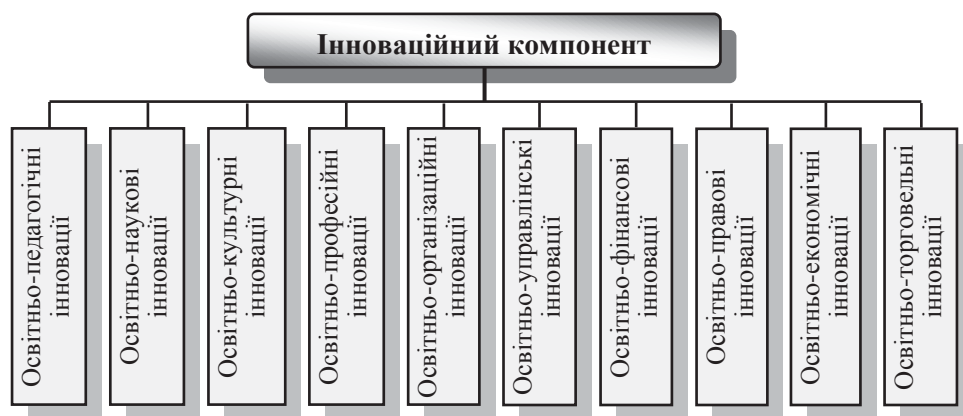 Інноваційний компонент
Освітньо-педагогічні
інновації
Освітньо-наукові
інновації
Освітньо-культурні
інновації
Освітньо-професійні
інновації
Освітньо-організаційні
інновації
Освітньо-управлінські
інновації
Освітньо-фінансові
інновації
Освітньо-правові
інновації
Освітньо-економічні
інновації
Освітньо-торговельні
інновації